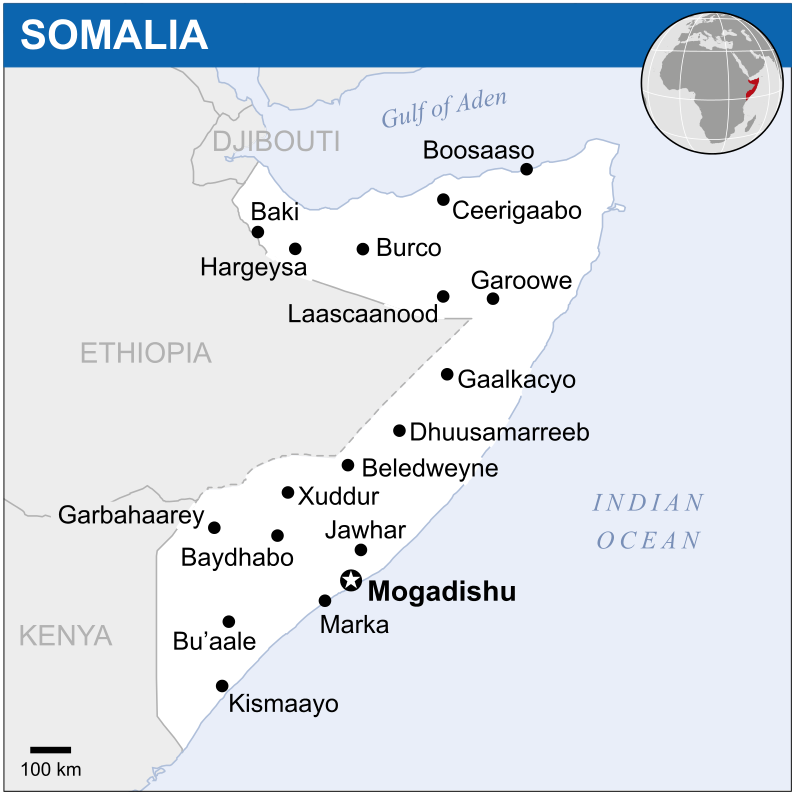 SOMALIA
Gulf of Aden
DJIBOUTI
Boosaaso
Ceerigaabo
Baki
Burco
Hargeysa
Garoowe
Laascaanood
ETHIOPIA
Gaalkacyo
Dhuusamarreeb
Beledweyne
Xuddur
INDIAN
OCEAN
Garbahaarey
Jawhar
Baydhabo
Mogadishu
Marka
KENYA
Bu’aale
Kismaayo
100 km